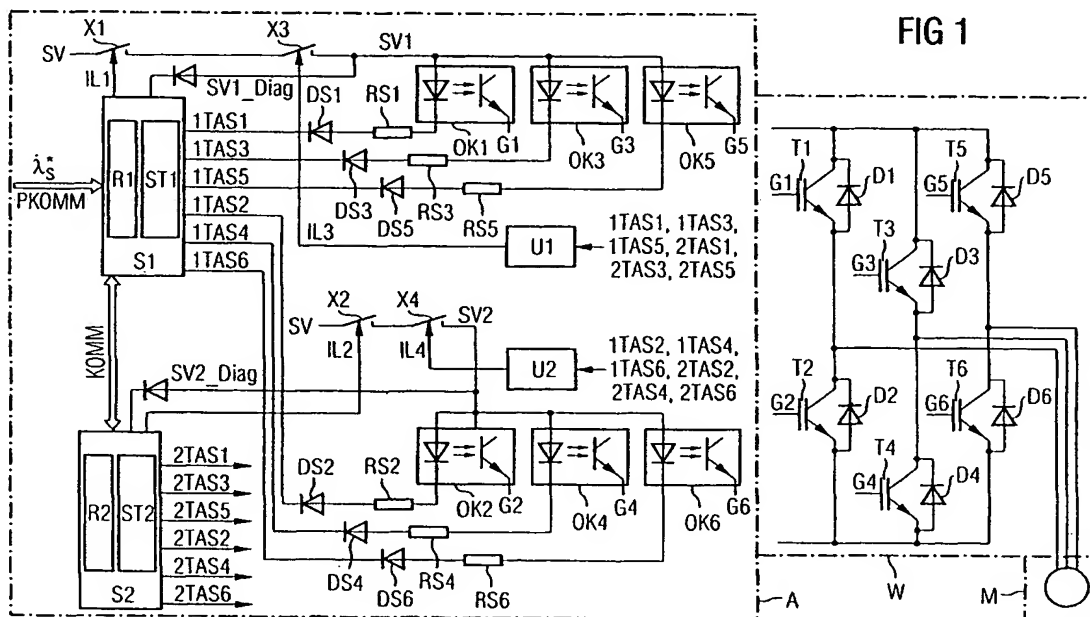 FIG 1
X1
X3
SV
SV1
IL1
SV1_Diag
DS1
RS1
1TAS1
1TAS3
1TAS5
1TAS2
1TAS4
1TAS6
R1
ST1
S1
λ̇*S
PKOMM
DS3
RS3
DS5
RS5
OK1
G1
OK3
G3
OK5
G5
IL3
U1
1TAS1, 1TAS3,
1TAS5, 2TAS1,
2TAS3, 2TAS5
X2
X4
SV
SV2
IL2
IL4
U2
1TAS2, 1TAS4,
1TAS6, 2TAS2,
2TAS4, 2TAS6
KOMM
SV2_Diag
2TAS1
2TAS3
2TAS5
2TAS2
2TAS4
2TAS6
R2
ST2
S2
DS2
RS2
OK2
G2
OK4
G4
OK6
G6
DS4
RS4
DS6
RS6
T1
G1
D1
T5
G5
D5
T3
G3
D3
T2
G2
D2
T6
G6
D6
T4
G4
D4
A
W
M